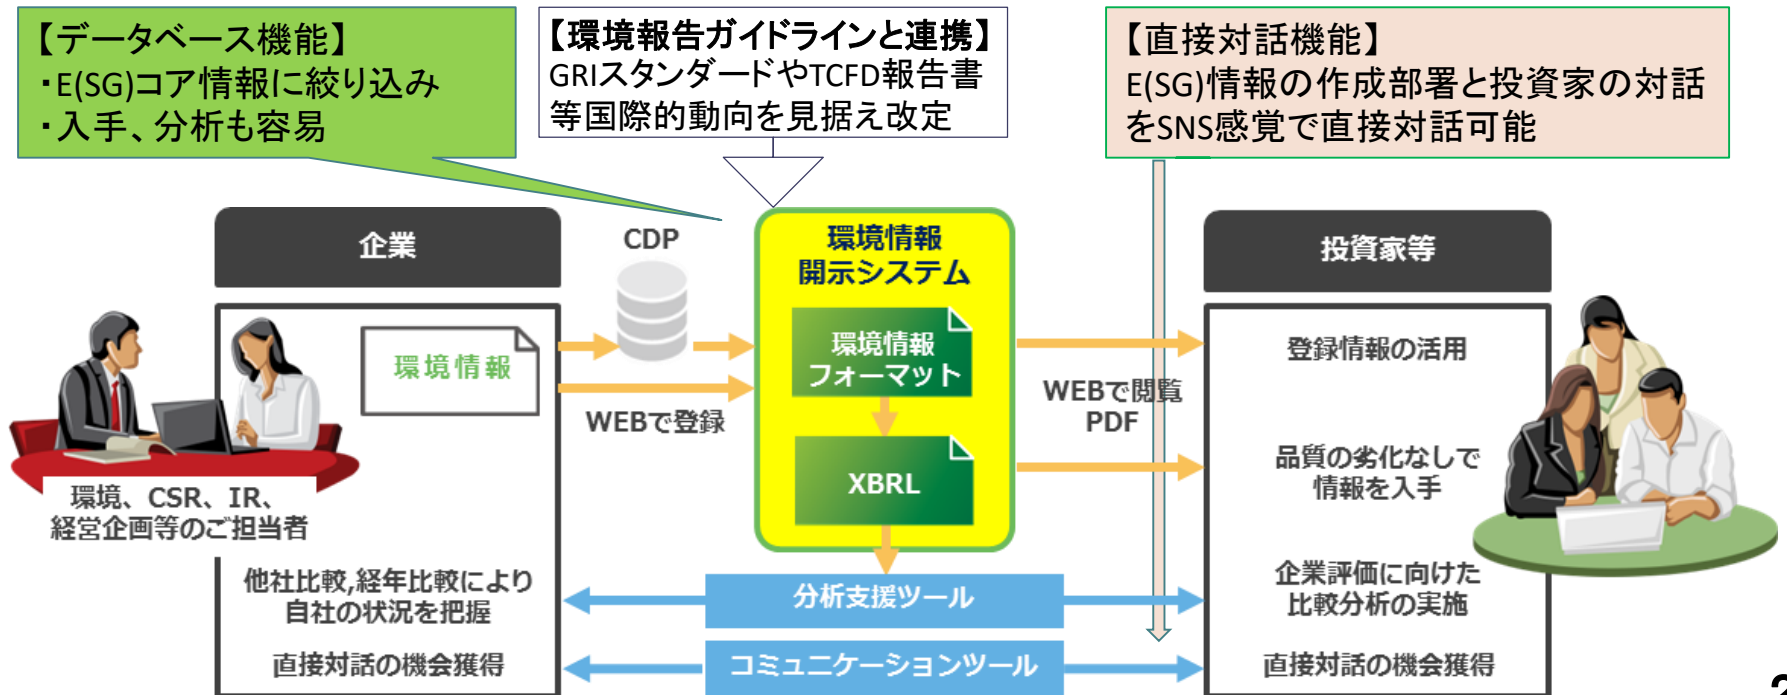 【データベース機能】
・E(SG)コア情報に絞り込み
・入手、分析も容易
【環境報告ガイドラインと連携】
GRIスタンダードやTCFD報告書
等国際的動向を見据え改定
【直接対話機能】
E(SG)情報の作成部署と投資家の対話
をSNS感覚で直接対話可能
企業
環境情報
環境、CSR、IR、
経営企画等のご担当者
他社比較,経年比較により
自社の状況を把握
直接対話の機会獲得
CDP
WEBで登録
環境情報
開示システム
環境情報
フォーマット
XBRL
分析支援ツール
コミュニケーションツール
WEBで閲覧
PDF
投資家等
登録情報の活用
品質の劣化なしで
情報を入手
企業評価に向けた
比較分析の実施
直接対話の機会獲得